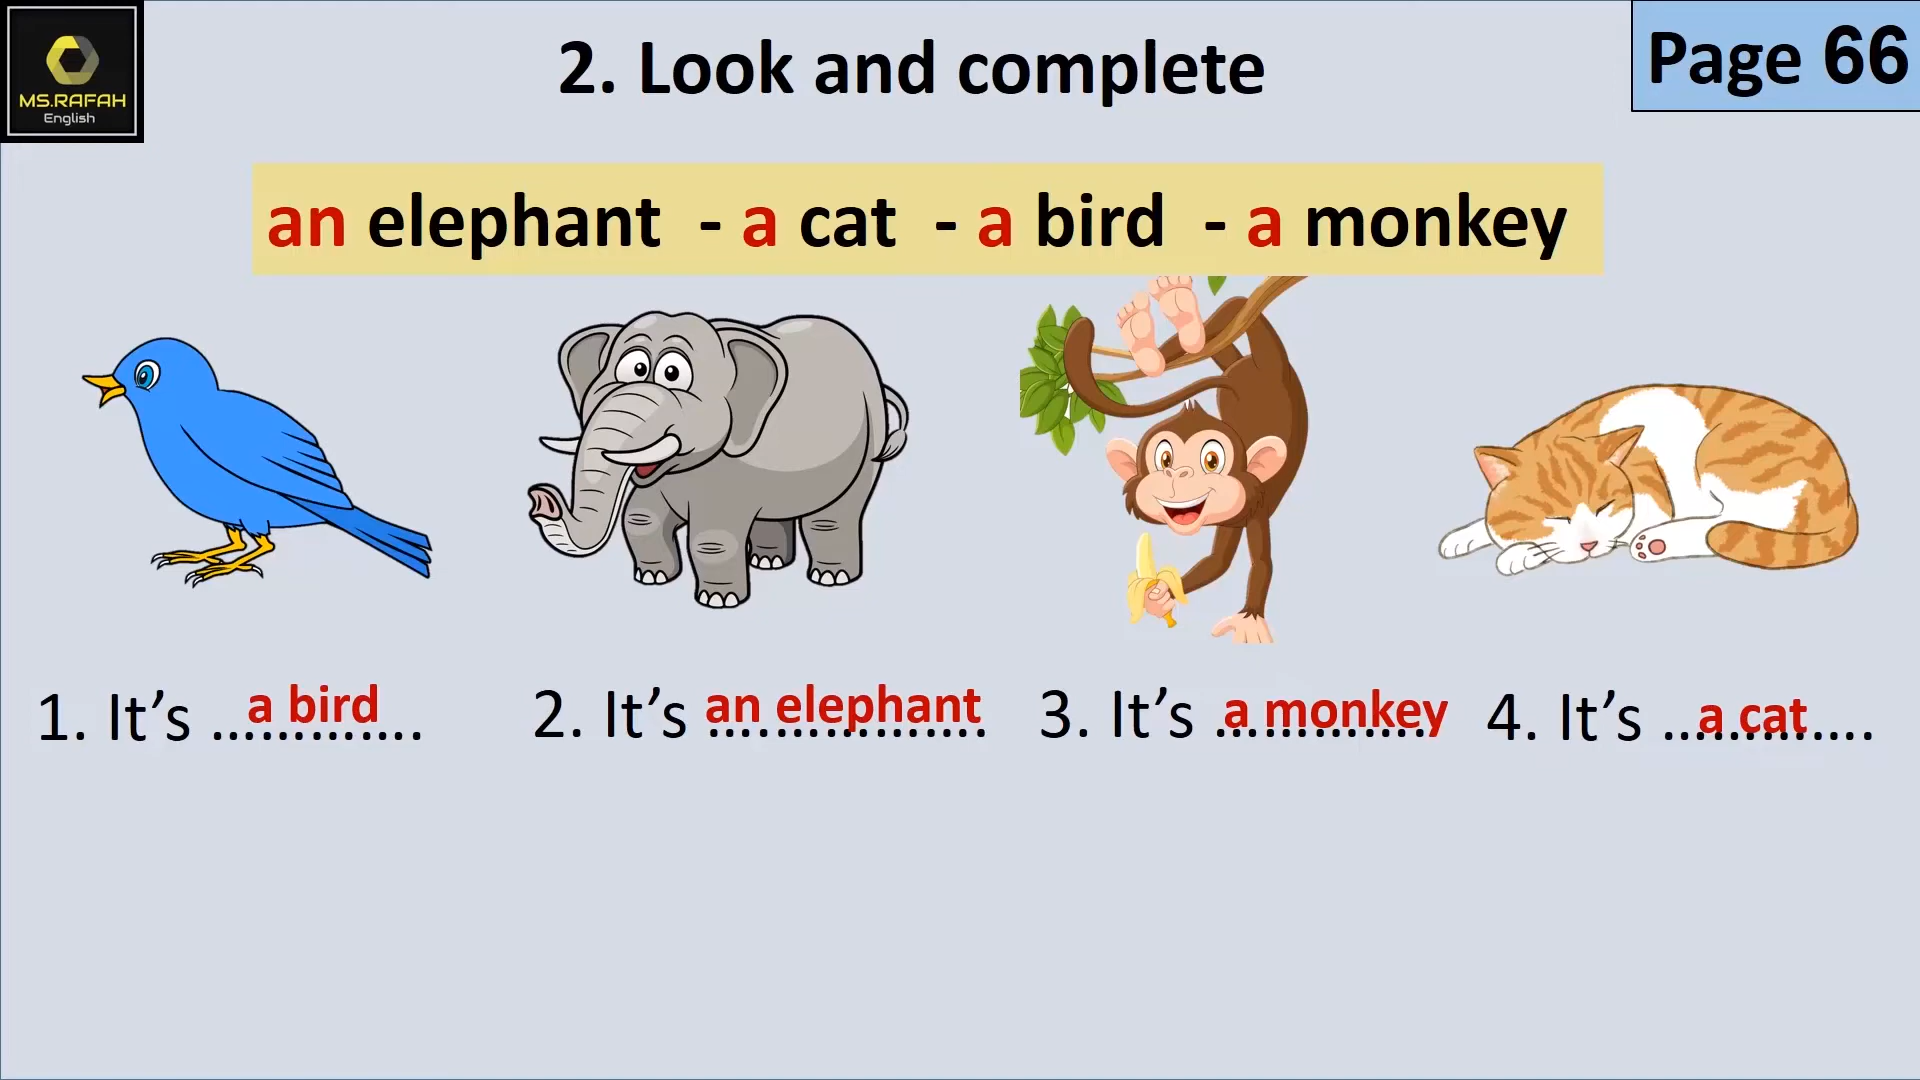 MS.RAFAH
English
2. Look and complete
Page 66
an elephant - a cat - a bird - a monkey
1. It’s a bird ………….
2. It’s an elephant ……………….
3. It’s a monkey ………….
4. It’s a cat ………….